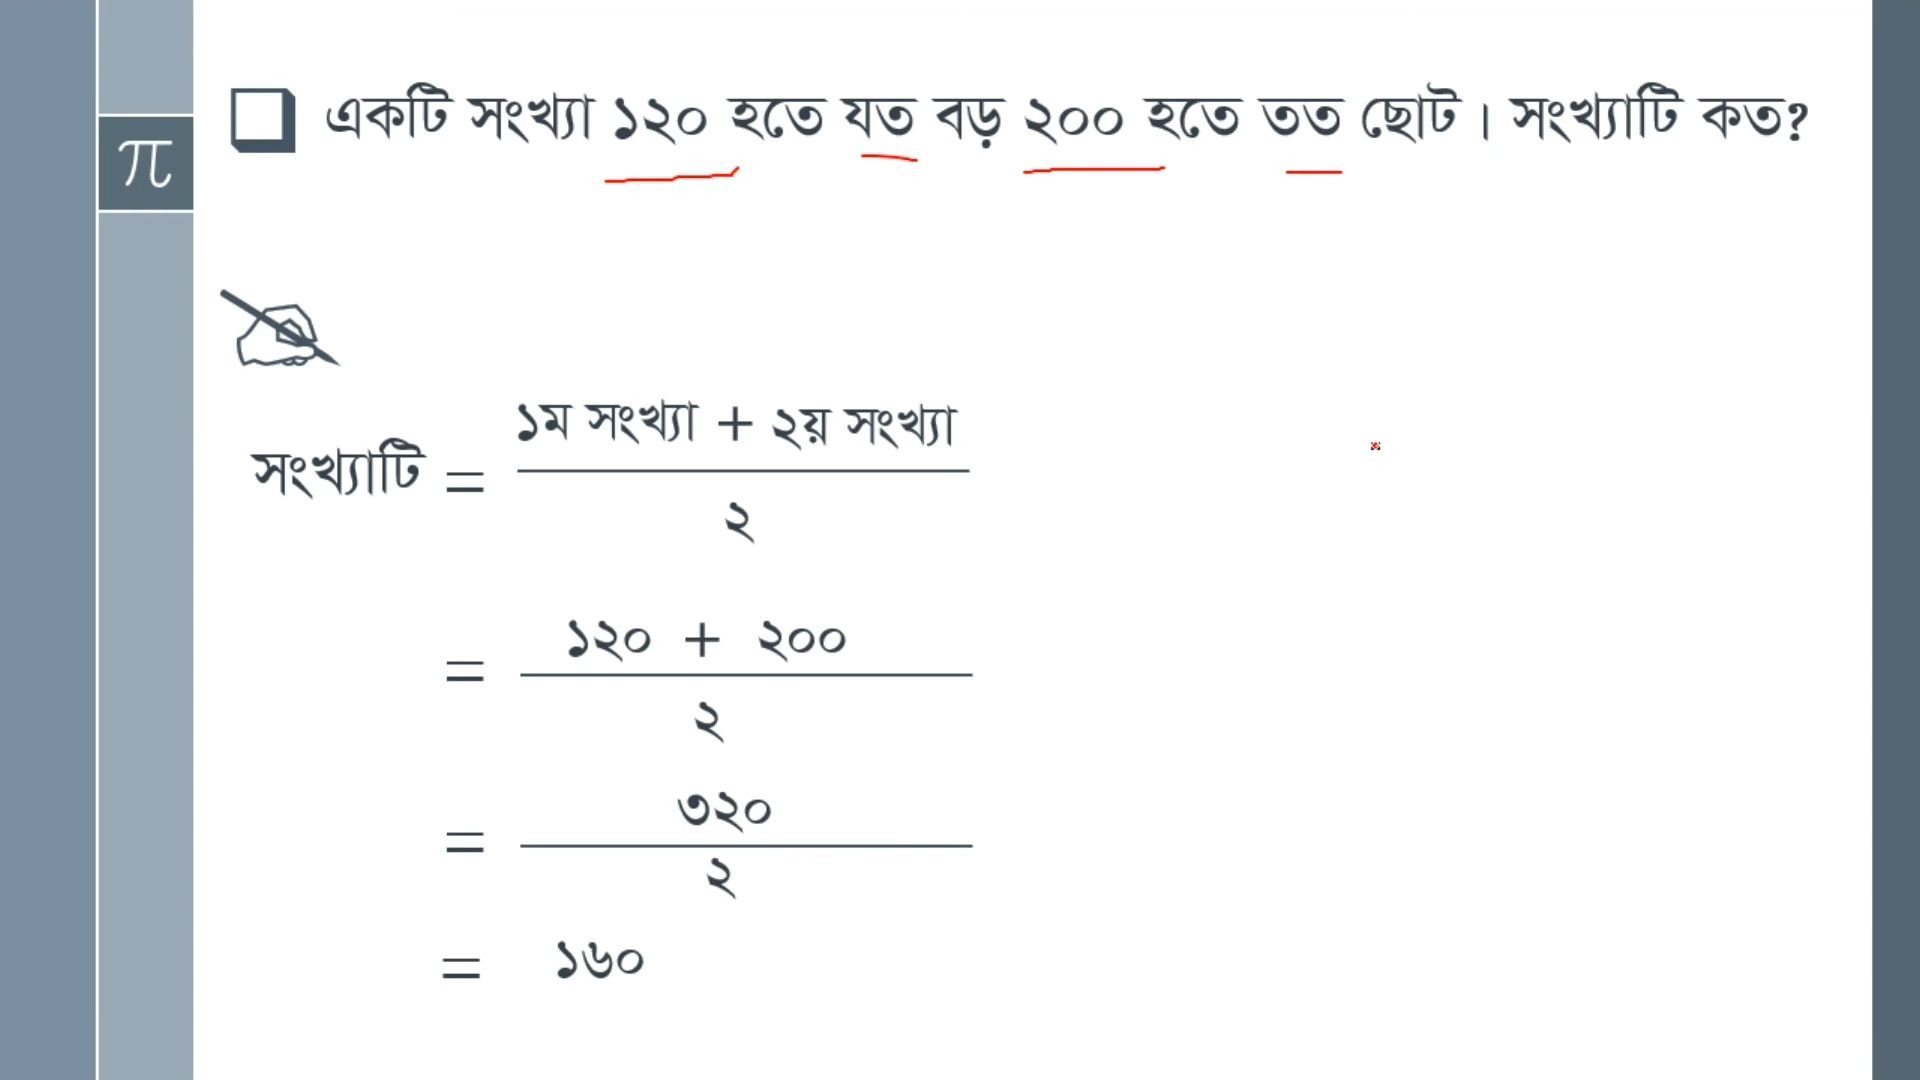 π
একটি সংখ্যা ১২০ হতে যত বড় ২০০ হতে তত ছোট। সংখ্যাটি কত?
১ম সংখ্যা + ২য় সংখ্যা
সংখ্যাটি =
২
১২০ + ২০০
=
২
৩২০
=
২
= ১৬০